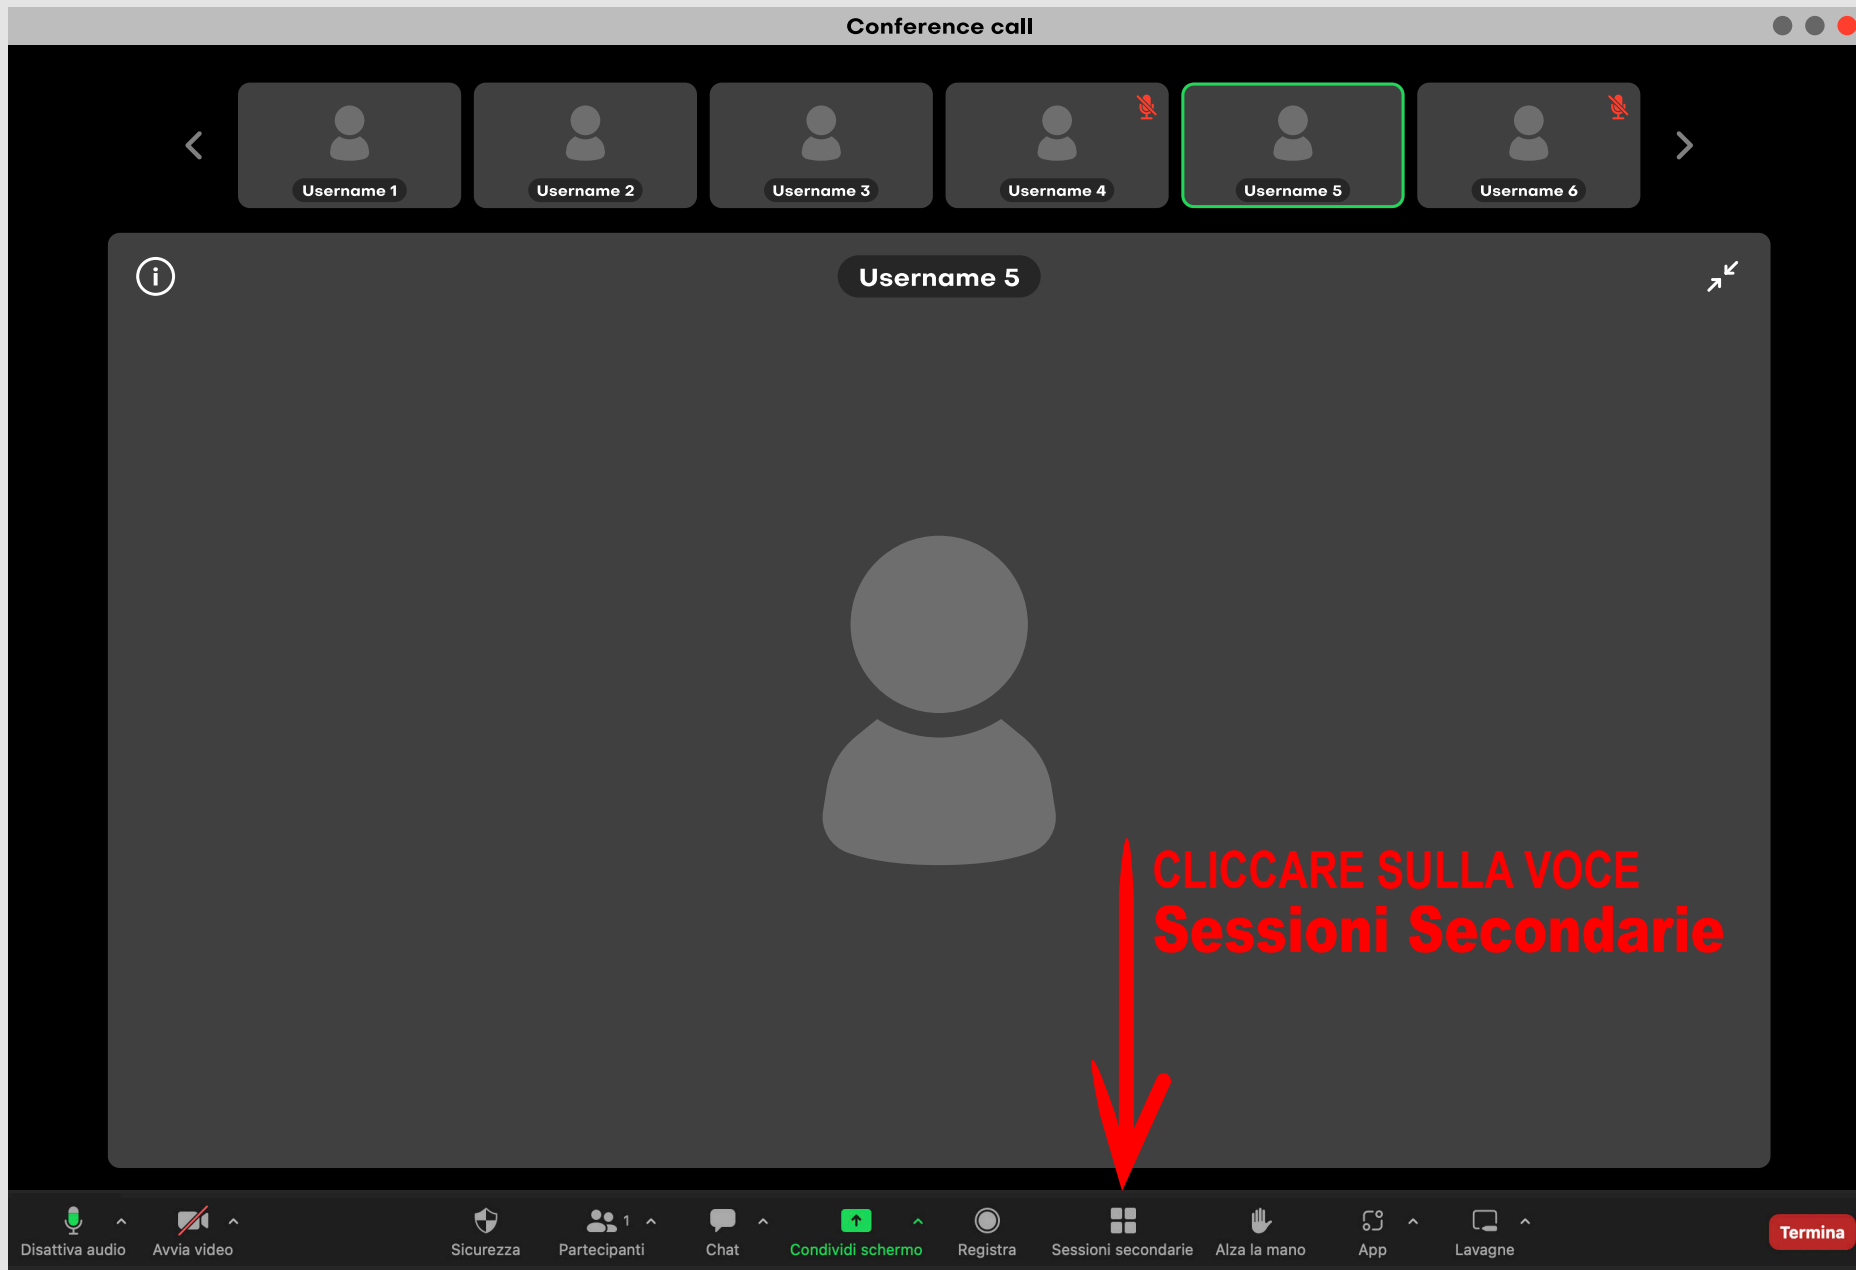 Conference call
Username 1
Username 2
Username 3
Username 4
Username 5
Username 6
Username 5
CLICCARE SULLA VOCE
Sessioni Secondarie
Disattiva audio
Avvia video
Sicurezza
1
Partecipanti
Chat
Condividi schermo
Registra
Sessioni secondarie
Alza la mano
App
Lavagne
Termina